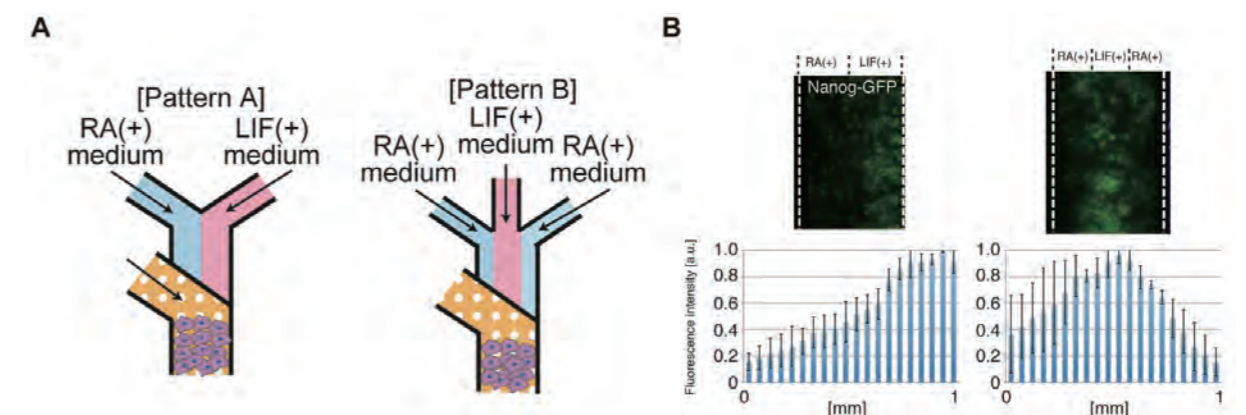 A
[Pattern A]
RA(+)
medium
LIF(+)
medium
[Pattern B]
LIF(+)
medium
RA(+)
medium
RA(+)
medium
B
RA(+)
LIF(+)
Nanog-GFP
RA(+)
LIF(+)
RA(+)
Fluorescence intensity [a.u.]
1.0
0.8
0.6
0.4
0.2
0
0
1
[mm]
1.0
0.8
0.6
0.4
0.2
0
0
1
[mm]